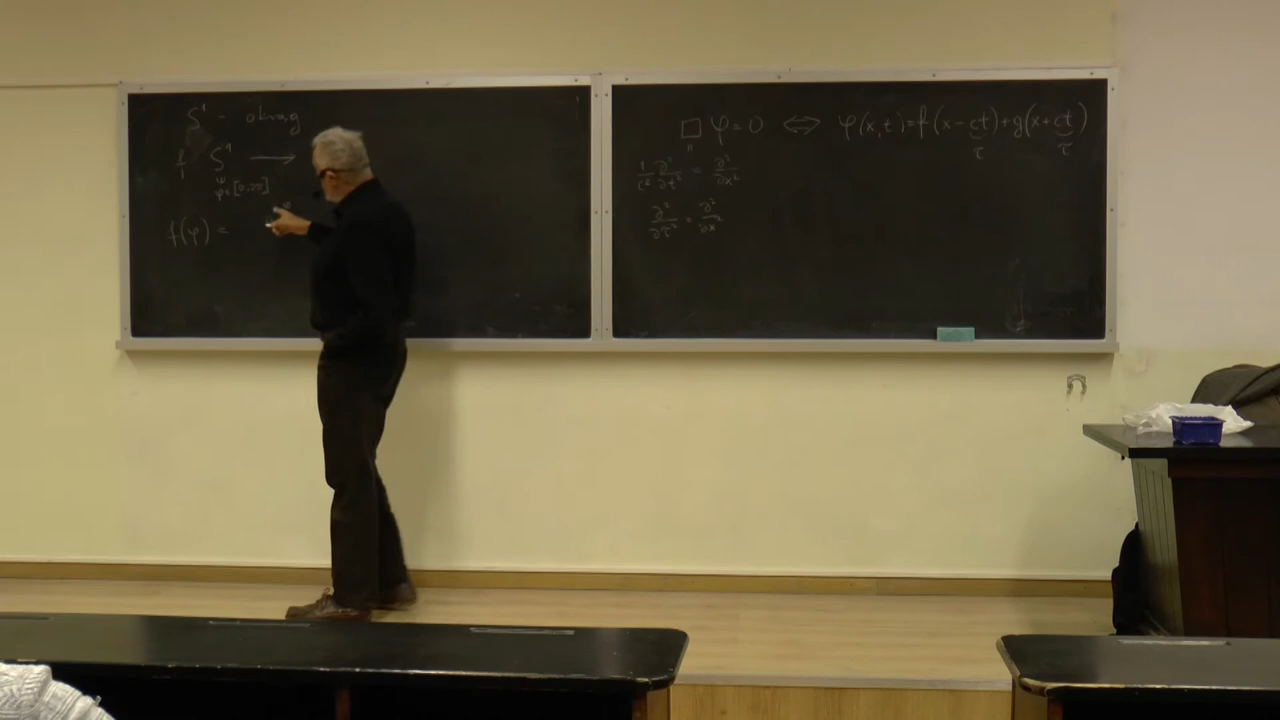 S¹ - okrąg
f S¹ ⟶
φ∈[0,2π]
f(φ) =
□ φ = 0 ⟺ φ(x,t)=f(x-ct)+g(x+ct)
τ τ
1/c² ∂²/∂t² = ∂²/∂x²
∂²/∂τ² = ∂²/∂x²